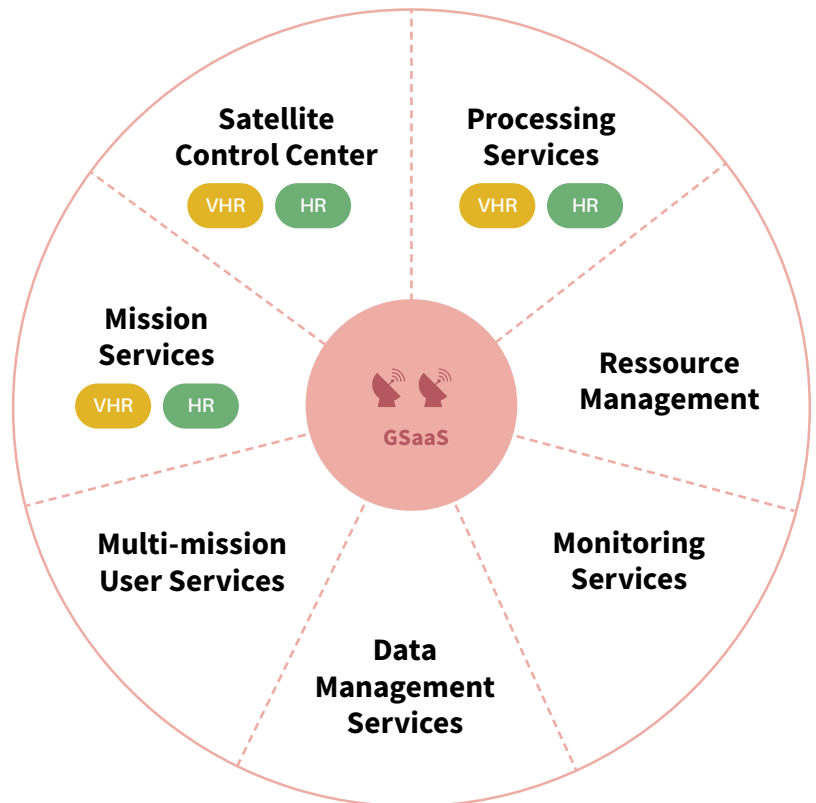 Satellite
Control Center
VHR
HR
Processing
Services
VHR
HR
Mission
Services
VHR
HR
Ressource
Management
GSaaS
Multi-mission
User Services
Monitoring
Services
Data
Management
Services